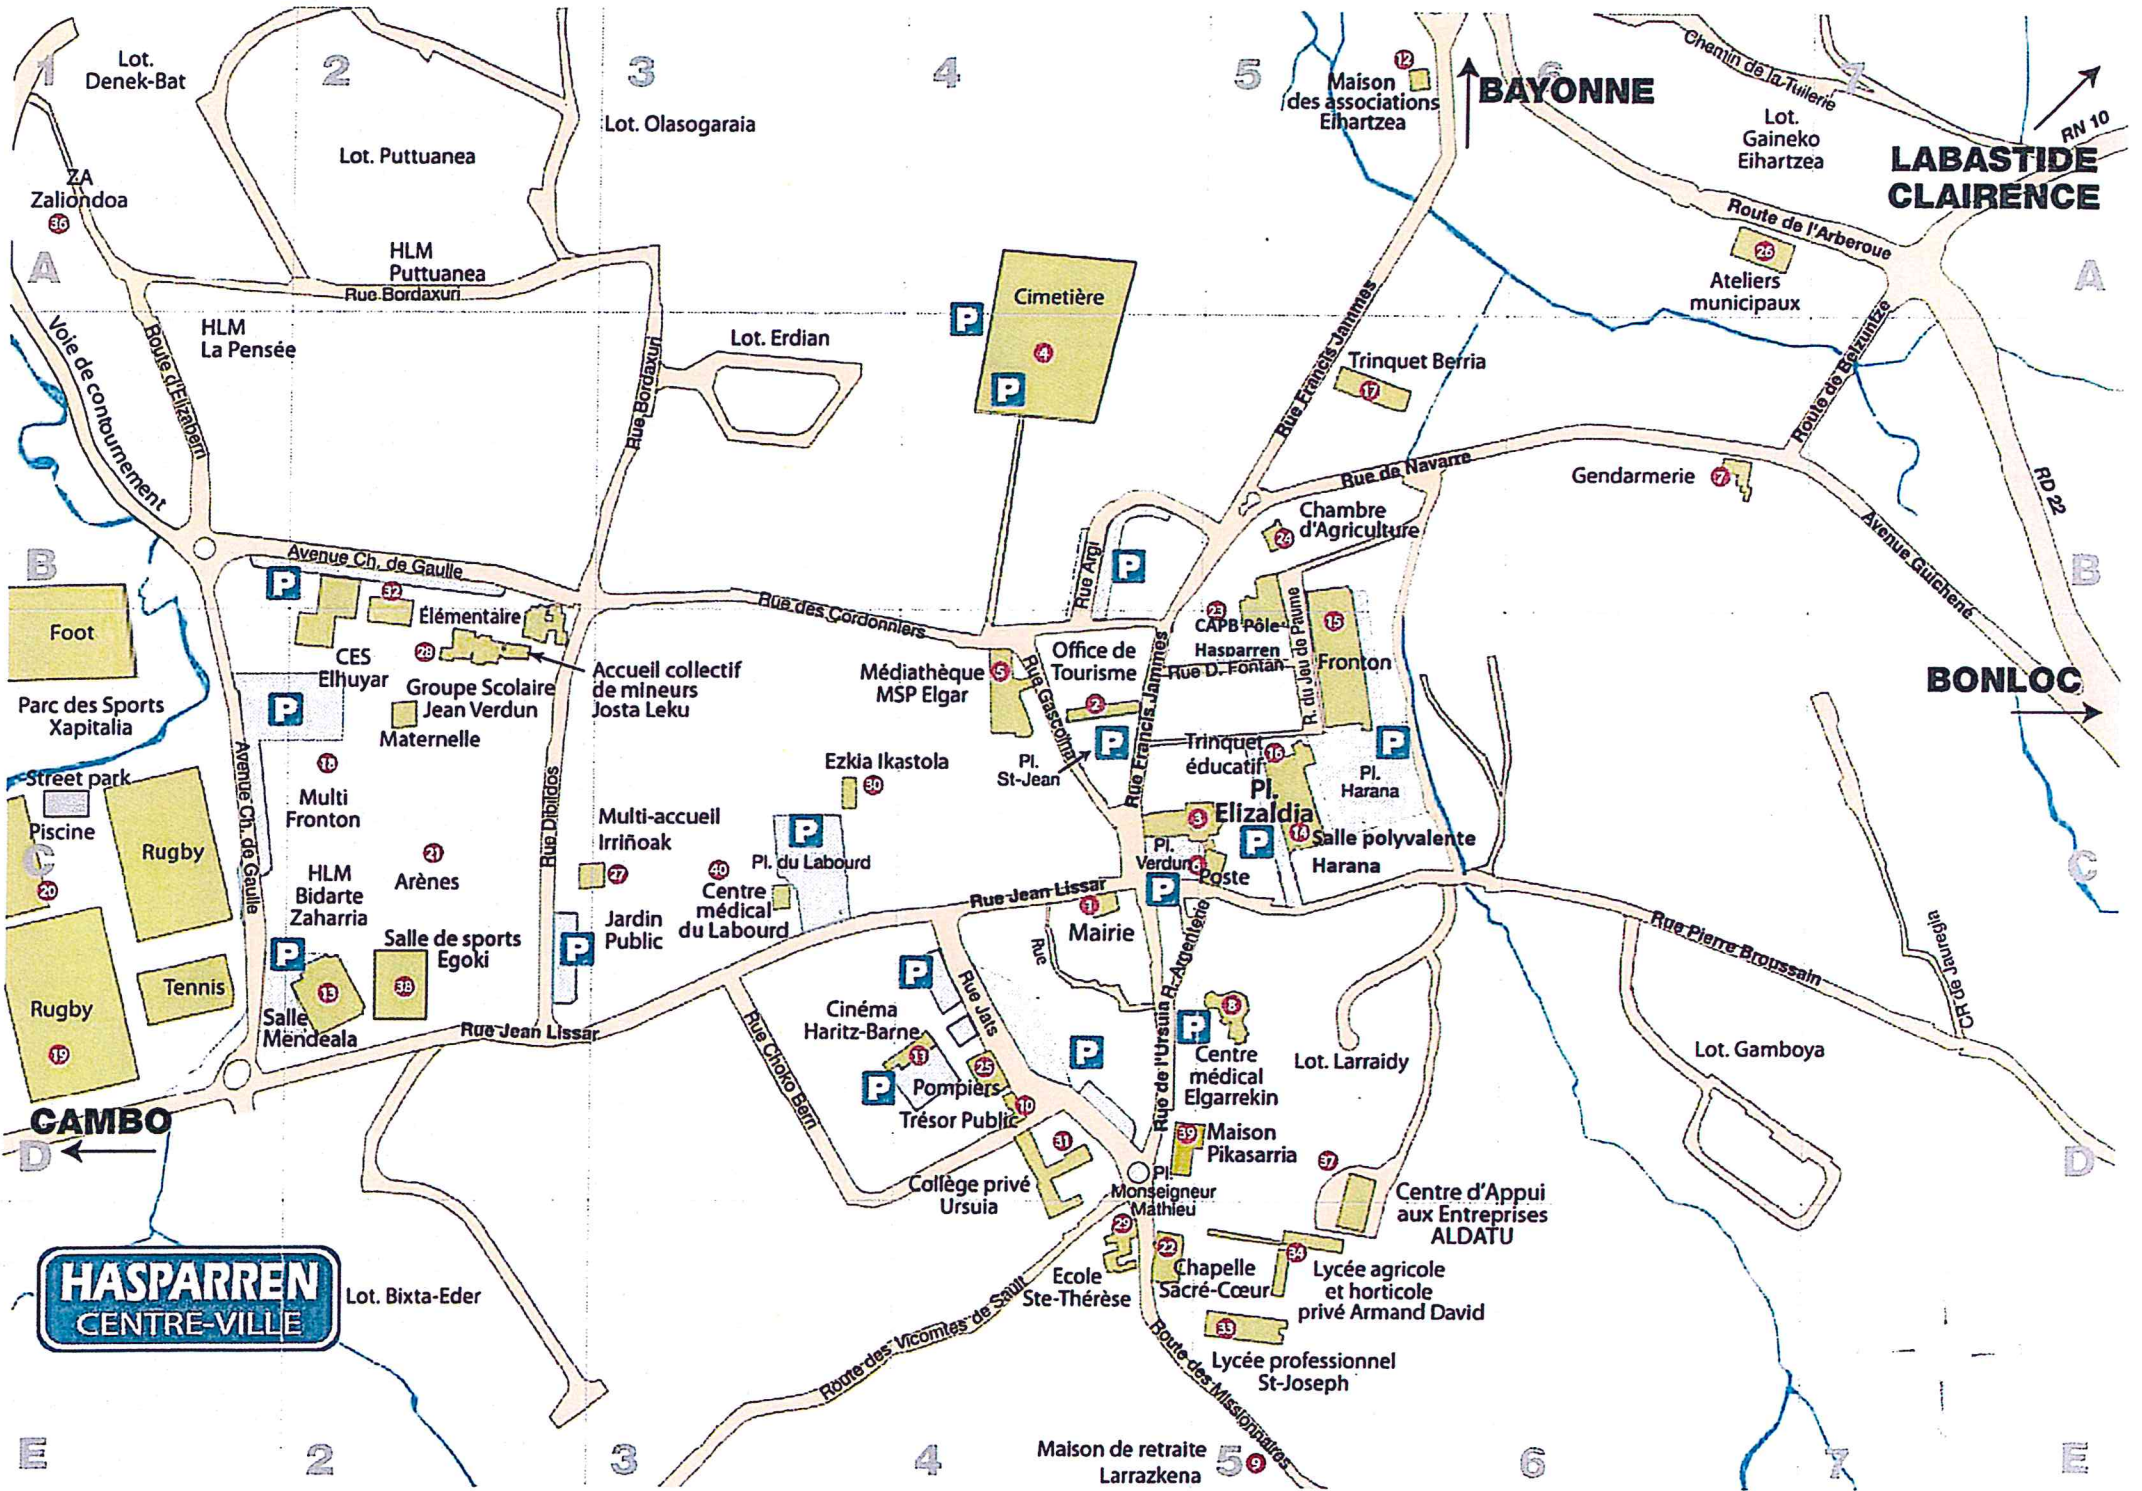 1
2
3
4
5
6
7
Lot.
Denek-Bat
Lot. Puttuanea
Lot. Olasogaraia
12
Maison
des associations
Eihartzea
BAYONNE
Chemin de la Tuilerie
Lot.
Gaineko
Eihartzea
RN 10
LABASTIDE
CLAIRENCE
ZA
Zaliondoa
36
A
HLM
Puttuanea
Rue Bordaxuri
Route de l'Arberoue
26
Ateliers
municipaux
A
Voie de contournement
Route d'Elizaberri
HLM
La Pensée
Rue Bordaxuri
Lot. Erdian
P
Cimetière
4
P
Rue Francis Jammes
Trinquet Berria
17
Route de Belzuntze
Rue de Navarre
Gendarmerie
7
RD 22
Avenue Guichené
Chambre
d'Agriculture
24
B
Avenue Ch. de Gaulle
P
32
Élémentaire
Rue des Cordonniers
Rue Argi
P
B
Foot
28
CES
Elhuyar
Groupe Scolaire
Jean Verdun
Accueil collectif
de mineurs
Josta Leku
Médiathèque
MSP Elgar
5
Rue Gascoina
Office de
Tourisme
2
Rue Francis Jammes
23
CAPB Pôle
Hasparren
Rue D. Fontan
R. du Jeu de Paume
15
Fronton
BONLOC
Parc des Sports
Xapitalia
P
Maternelle
P
Pl.
St-Jean
Trinquet
éducatif
16
P
Pl.
Harana
Street park
Piscine
Avenue Ch. de Gaulle
18
Multi
Fronton
Rue Dibildos
Ezkia Ikastola
30
Multi-accueil
Irriñoak
27
P
Pl. du Labourd
3
Pl.
Elizaldia
P
14
Salle polyvalente
Harana
C
20
Rugby
21
Arènes
HLM
Bidarte
Zaharria
40
Centre
médical
du Labourd
Pl.
Verdun
6
Poste
P
C
Rue Jean Lissar
1
Mairie
Rue
R. Argenterie
Rue Pierre Broussain
CR de Jauregia
Jardin
Public
P
P
Salle de sports
Egoki
38
Tennis
13
Salle
Mendeala
Rugby
19
Rue Jean Lissar
P
Rue Jats
Cinéma
Haritz-Barne
11
P
25
Pompiers
10
Trésor Public
Rue Choko Berri
P
Rue de l'Ursuia
P
8
Centre
médical
Elgarrekin
Lot. Larraidy
Lot. Gamboya
CAMBO
D
31
Collège privé
Ursuia
39
Maison
Pikasarria
Pl.
Monseigneur
Mathieu
37
Centre d'Appui
aux Entreprises
ALDATU
D
HASPARREN
CENTRE-VILLE
Lot. Bixta-Eder
29
Ecole
Ste-Thérèse
22
Chapelle
Sacré-Cœur
34
Lycée agricole
et horticole
privé Armand David
33
Lycée professionnel
St-Joseph
Route des Vicomtes de Sault
Route des Missionnaires
Maison de retraite
Larrazkena
9
E
2
3
4
5
6
7
E